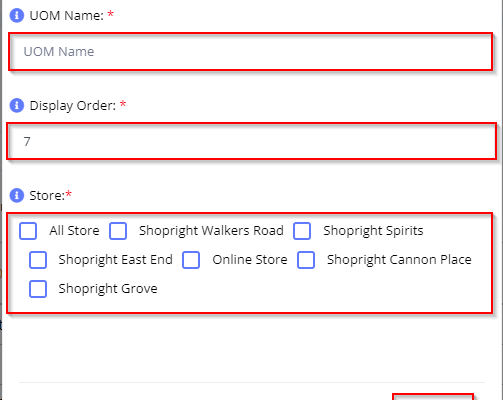 UOM Name: *
UOM Name
Display Order: *
7
Store:*
All Store Shopright Walkers Road Shopright Spirits
Shopright East End Online Store Shopright Cannon Place
Shopright Grove